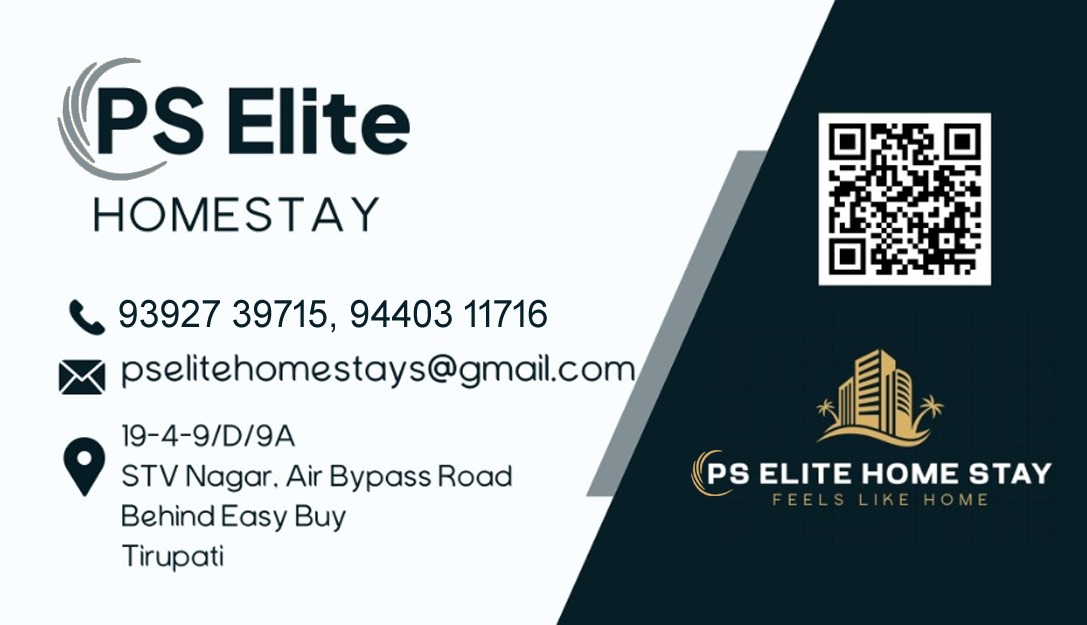 PS Elite
HOMESTAY
93927 39715, 94403 11716
pselitehomestays@gmail.com
19-4-9/D/9A
STV Nagar, Air Bypass Road
Behind Easy Buy
Tirupati
PS ELITE HOME STAY
FEELS LIKE HOME